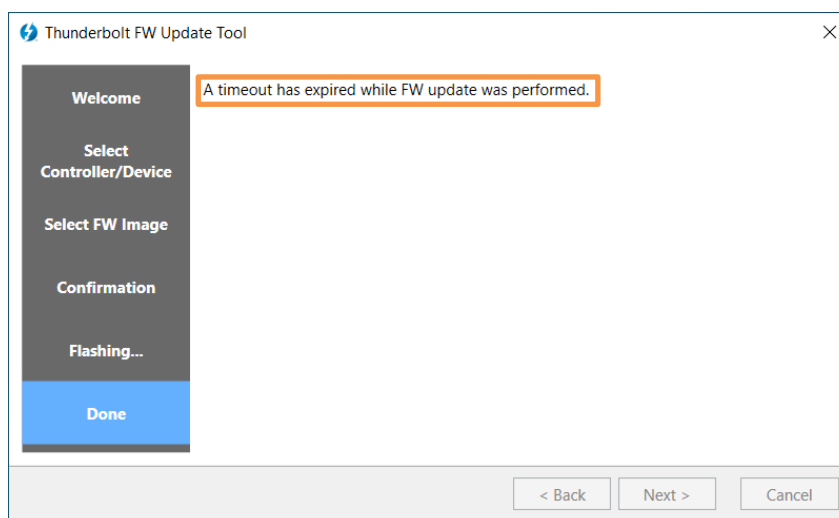 Thunderbolt FW Update Tool
Welcome
A timeout has expired while FW update was performed.
Select
Controller/Device
Select FW Image
Confirmation
Flashing...
Done
< Back
Next >
Cancel